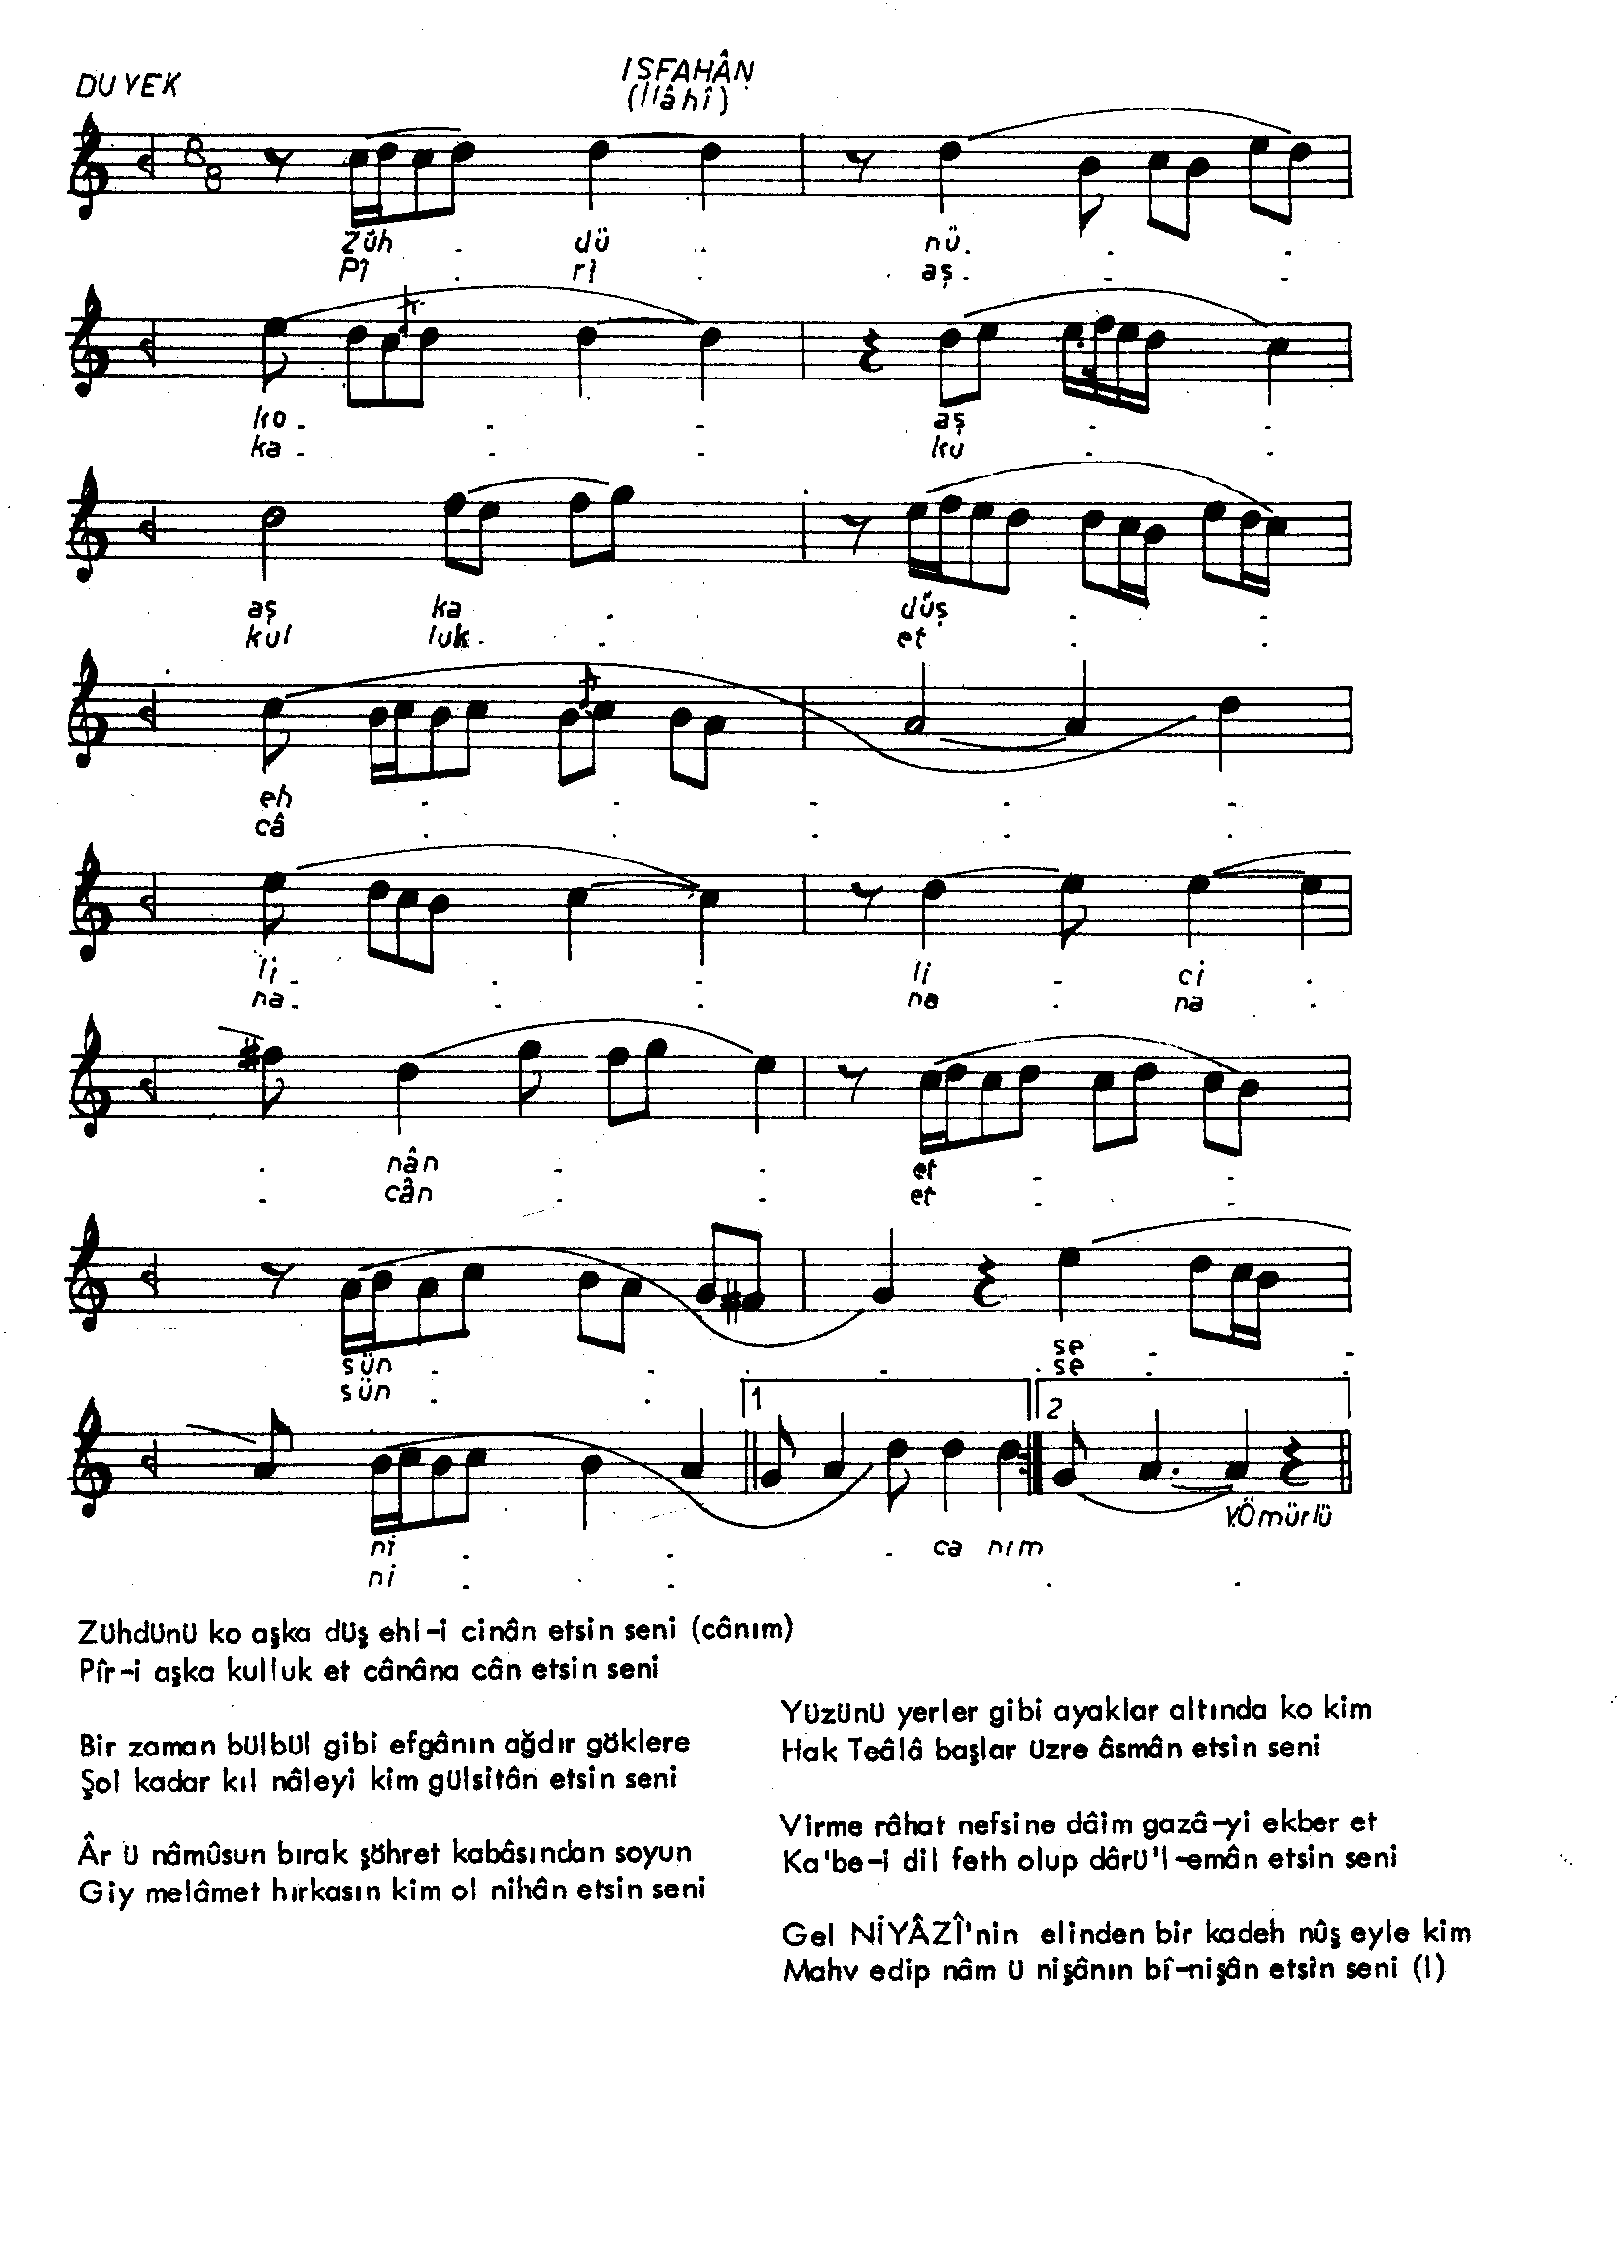 DUYEK
ISFAHÂN
(İlâhî)
8
8
Züh . dü . nü . . .
Pî . rî . aş . . .
ko . . . aş . .
ka . . . ku . .
aş ka . düş . .
kul luk . . et . .
eh . . . . .
câ . . . . .
li . . . li . ci .
na . . . na . na .
. nân . . et . .
. cân . . et . .
sün . . . . se . .
sün . . se . .
1
2
V.Ömürlü
ni . . . ca nım
ni . . . .
Zühdünü ko aşka düş ehl-i cinân etsin seni (cânım)
Pîr-i aşka kulluk et cânâna cân etsin seni
Bir zaman bülbül gibi efgânın ağdır göklere
Şol kadar kıl nâleyi kim gülsitân etsin seni
Âr ü nâmûsun bırak şöhret kabâsından soyun
Giy melâmet hırkasın kim ol nihân etsin seni
Yüzünü yerler gibi ayaklar altında ko kim
Hak Teâlâ başlar üzre âsmân etsin seni
Virme râhat nefsine dâim gazâ-yi ekber et
Ka'be-i dil feth olup dârü'l-emân etsin seni
Gel NİYÂZÎ'nin elinden bir kadeh nûş eyle kim
Mahv edip nâm ü nişânın bî-nişân etsin seni (1)